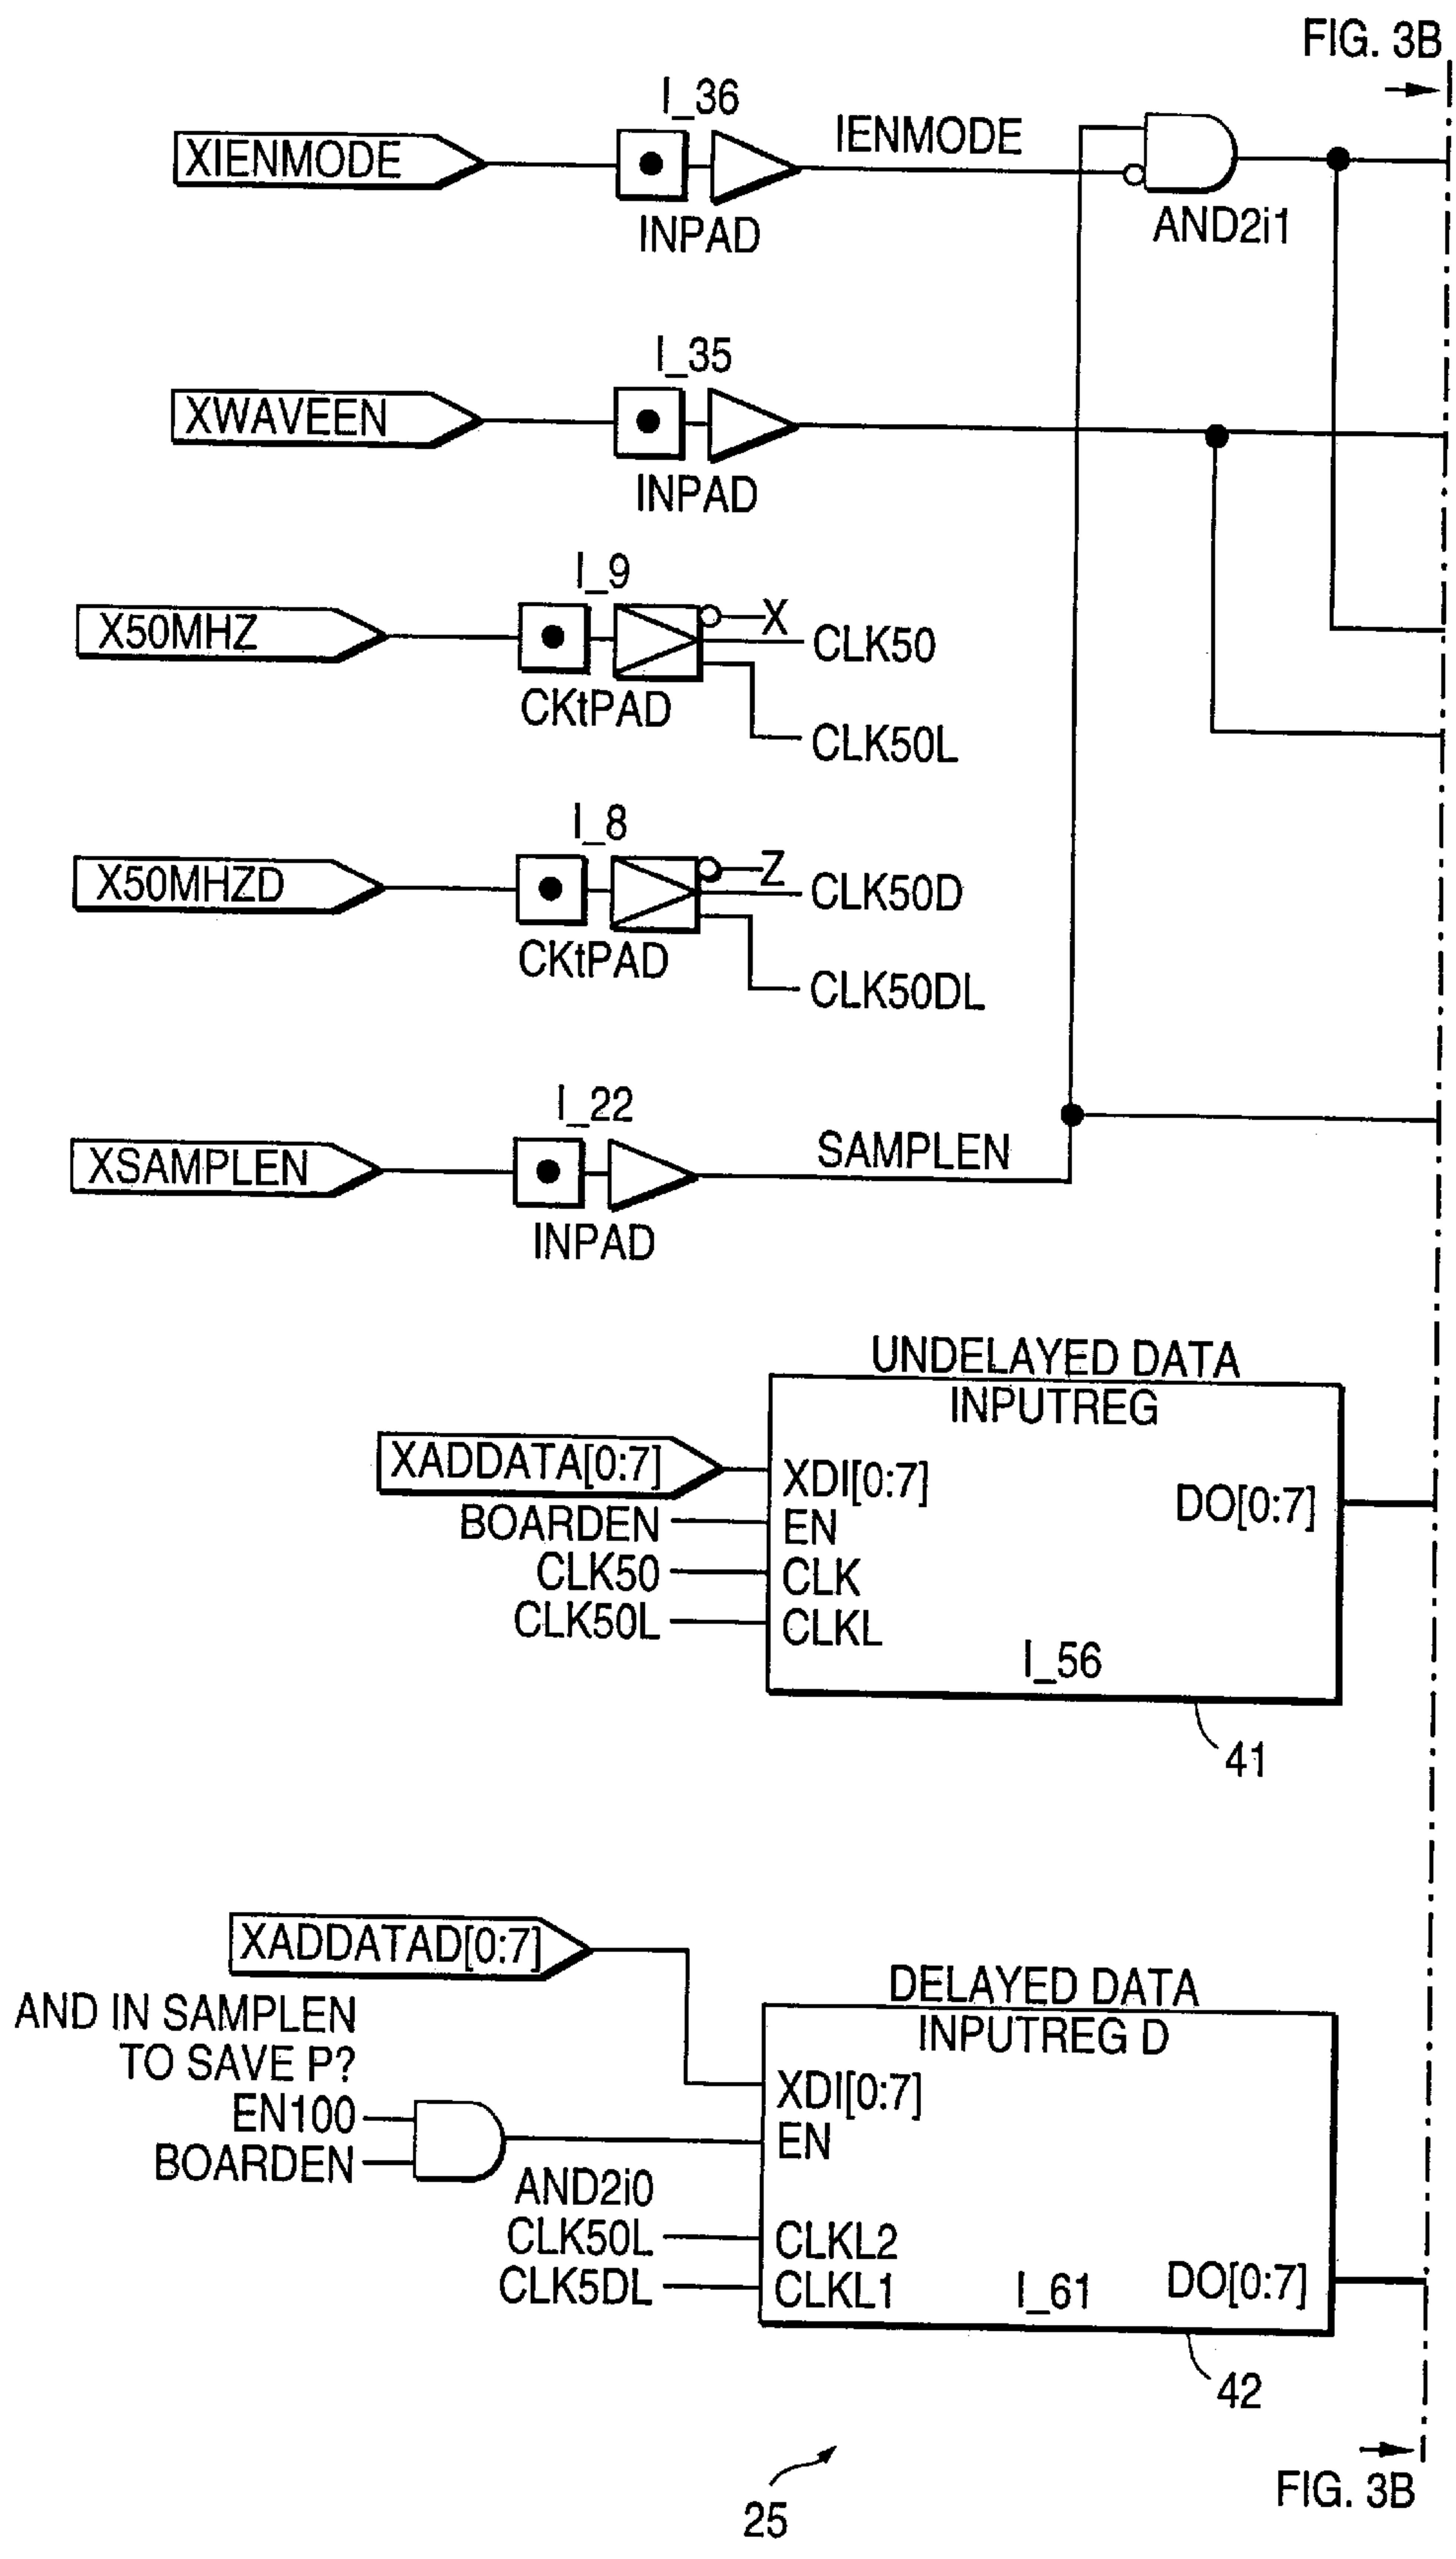 FIG. 3B
I_36
XIENMODE
IENMODE
INPAD
AND2i1
I_35
XWAVEEN
INPAD
I_9
X50MHZ
X
CLK50
CKtPAD
CLK50L
I_8
X50MHZD
Z
CLK50D
CKtPAD
CLK50DL
I_22
XSAMPLEN
SAMPLEN
INPAD
UNDELAYED DATA
INPUTREG
XADDATA[0:7]
XDI[0:7]
DO[0:7]
BOARDEN
EN
CLK50
CLK
CLK50L
CLKL
I_56
41
XADDATAD[0:7]
DELAYED DATA
INPUTREG D
AND IN SAMPLEN
TO SAVE P?
XDI[0:7]
EN100
EN
BOARDEN
AND2i0
CLK50L
CLKL2
CLK5DL
CLKL1
I_61
DO[0:7]
42
25
FIG. 3B